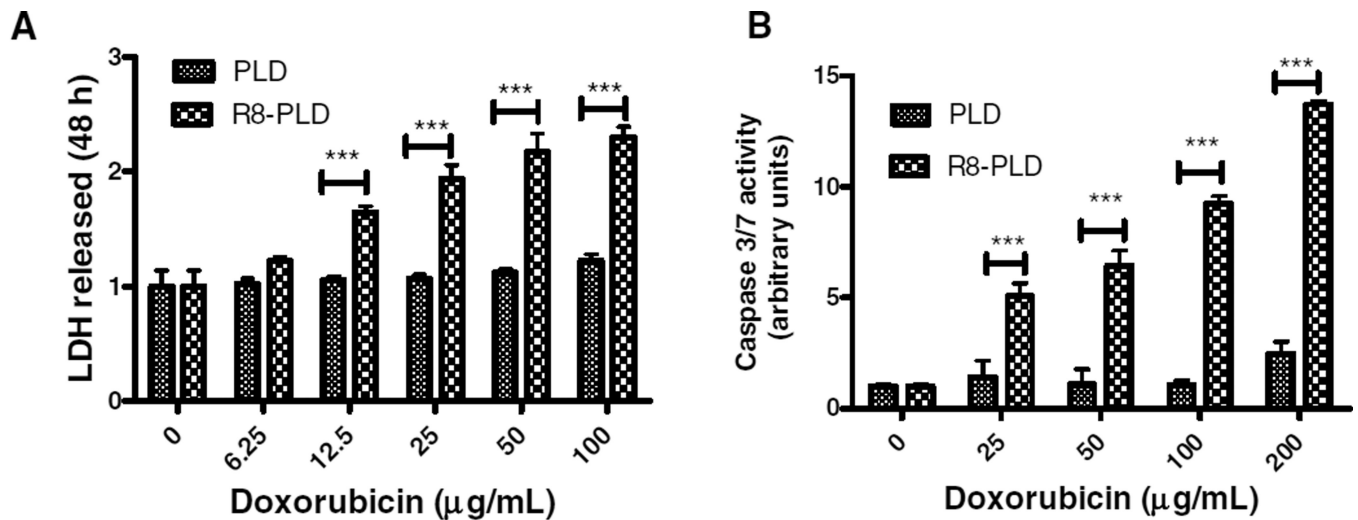 A
LDH released (48 h)
3
2
1
0
PLD
R8-PLD
***
***
***
***
0
6.25
12.5
25
50
100
Doxorubicin (μg/mL)
B
Caspase 3/7 activity
(arbitrary units)
15
10
5
0
PLD
R8-PLD
***
***
***
***
0
25
50
100
200
Doxorubicin (μg/mL)